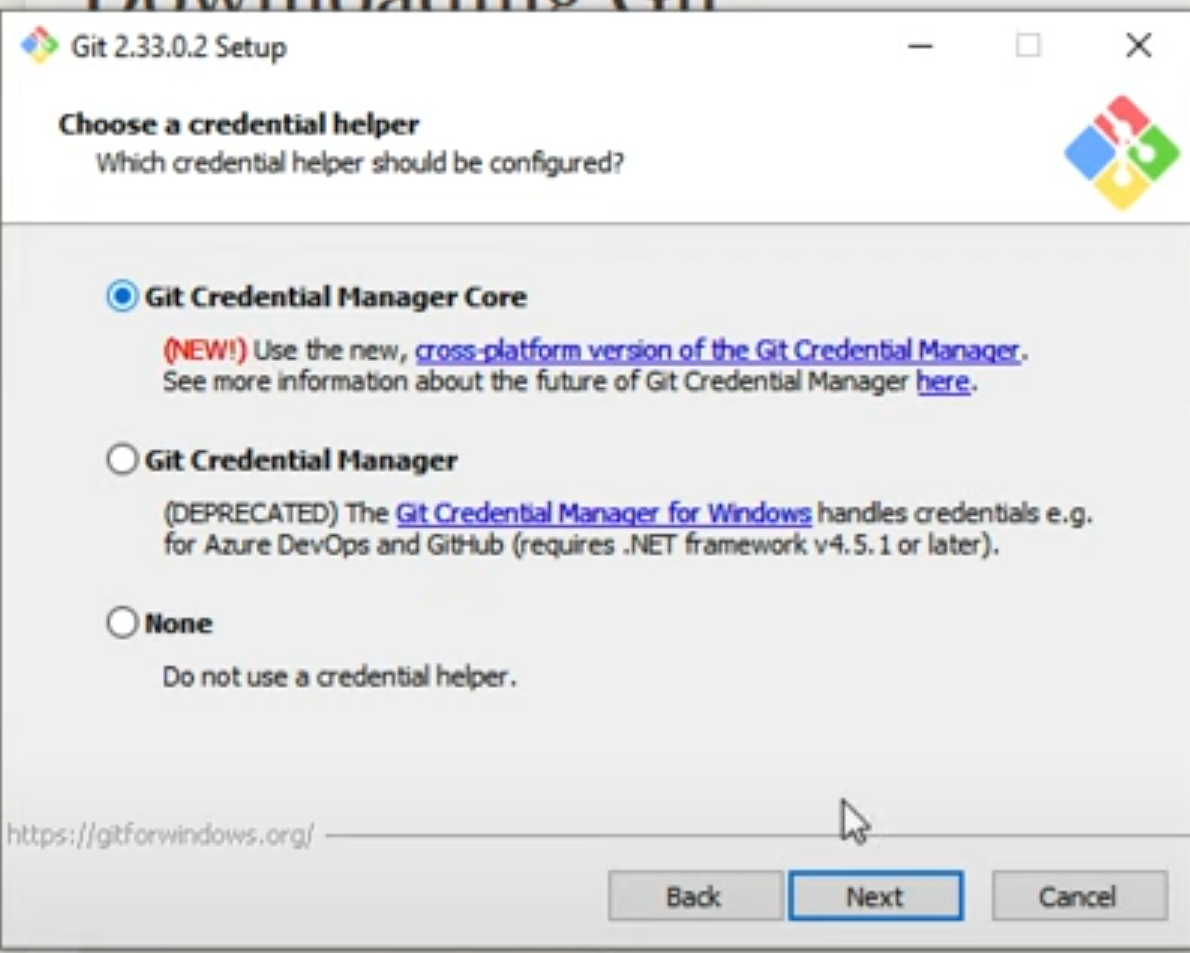 Downloading Git
Git 2.33.0.2 Setup
Choose a credential helper
Which credential helper should be configured?
Git Credential Manager Core
(NEW!) Use the new, cross-platform version of the Git Credential Manager.
See more information about the future of Git Credential Manager here.
Git Credential Manager
(DEPRECATED) The Git Credential Manager for Windows handles credentials e.g.
for Azure DevOps and GitHub (requires .NET framework v4.5.1 or later).
None
Do not use a credential helper.
https://gitforwindows.org/
Back Next Cancel